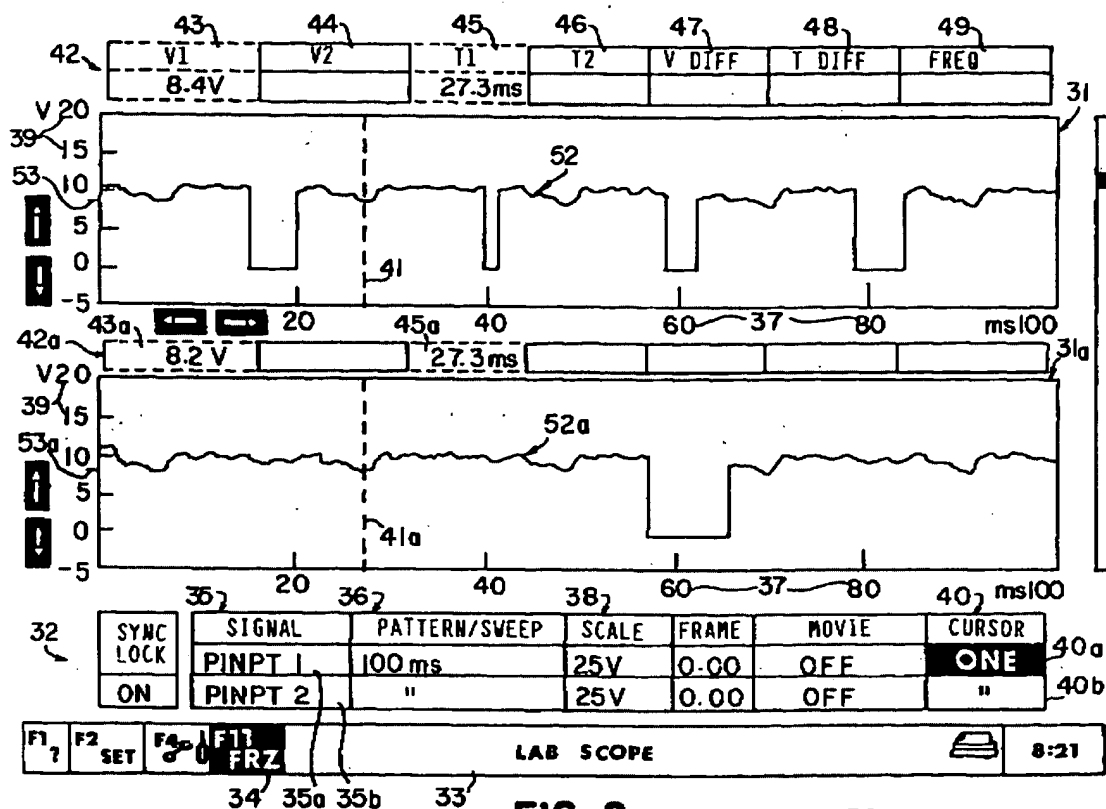 43 44 45 46 47 48 49
42 V1 V2 T1 T2 V DIFF T DIFF FREQ
8.4V 27.3ms
31
V 20
39
15
53 10
52
5
0
41
-5
20 40 60 37 80 ms100
43a 45a
42a 8.2 V 27.3ms
31a
V20
39
15
53a 10
52a
5
0
41a
-5
20 40 60 37 80 ms100
35 36 38 40
32 SYNC LOCK SIGNAL PATTERN/SWEEP SCALE FRAME MOVIE CURSOR
PINPT 1 100ms 25V 0.00 OFF ONE 40a
ON PINPT 2 " 25V 0.00 OFF " 40b
F1 ? F2 SET F4 F13 FRZ LAB SCOPE 8:21
34 35a 35b 33